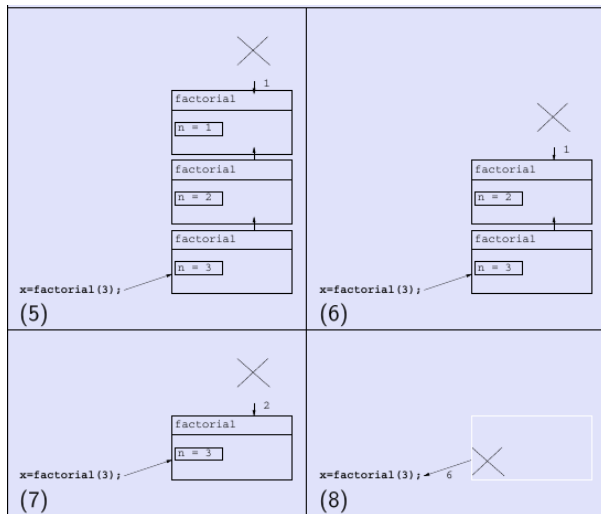 1
factorial
n = 1
factorial
n = 2
factorial
n = 3
x=factorial(3);
(5)
1
factorial
n = 2
factorial
n = 3
x=factorial(3);
(6)
2
factorial
n = 3
x=factorial(3);
(7)
x=factorial(3);
6
(8)